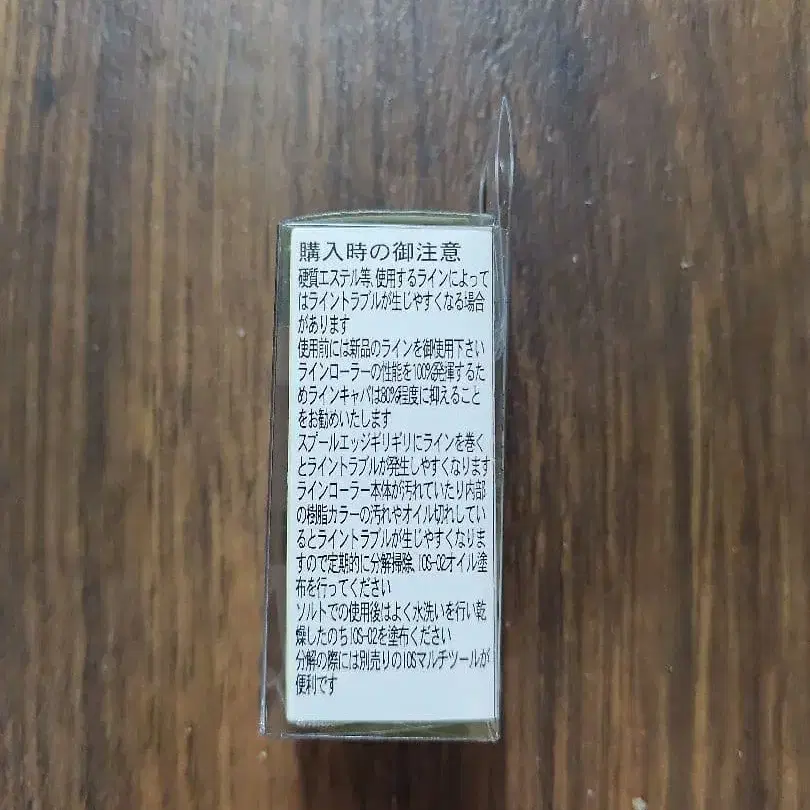 購入時の御注意
硬質エステル等、使用するラインによって
はライントラブルが生じやすくなる場合
があります
使用前には新品のラインを御使用下さい
ラインローラーの性能を100%発揮するた
めラインキャパは80%程度に抑えること
をお勧めいたします
スプールエッジギリギリにラインを巻く
とライントラブルが発生しやすくなります
ラインローラー本体が汚れていたり内部
の樹脂カラーの汚れやオイル切れしてい
るとライントラブルが生じやすくなりま
すので定期的に分解掃除、IOS-02オイル塗
布を行ってください
ソルトでの使用後はよく水洗いを行い乾
燥したのちIOS-02を塗布ください
分解の際には別売りのIOSマルチツールが
便利です